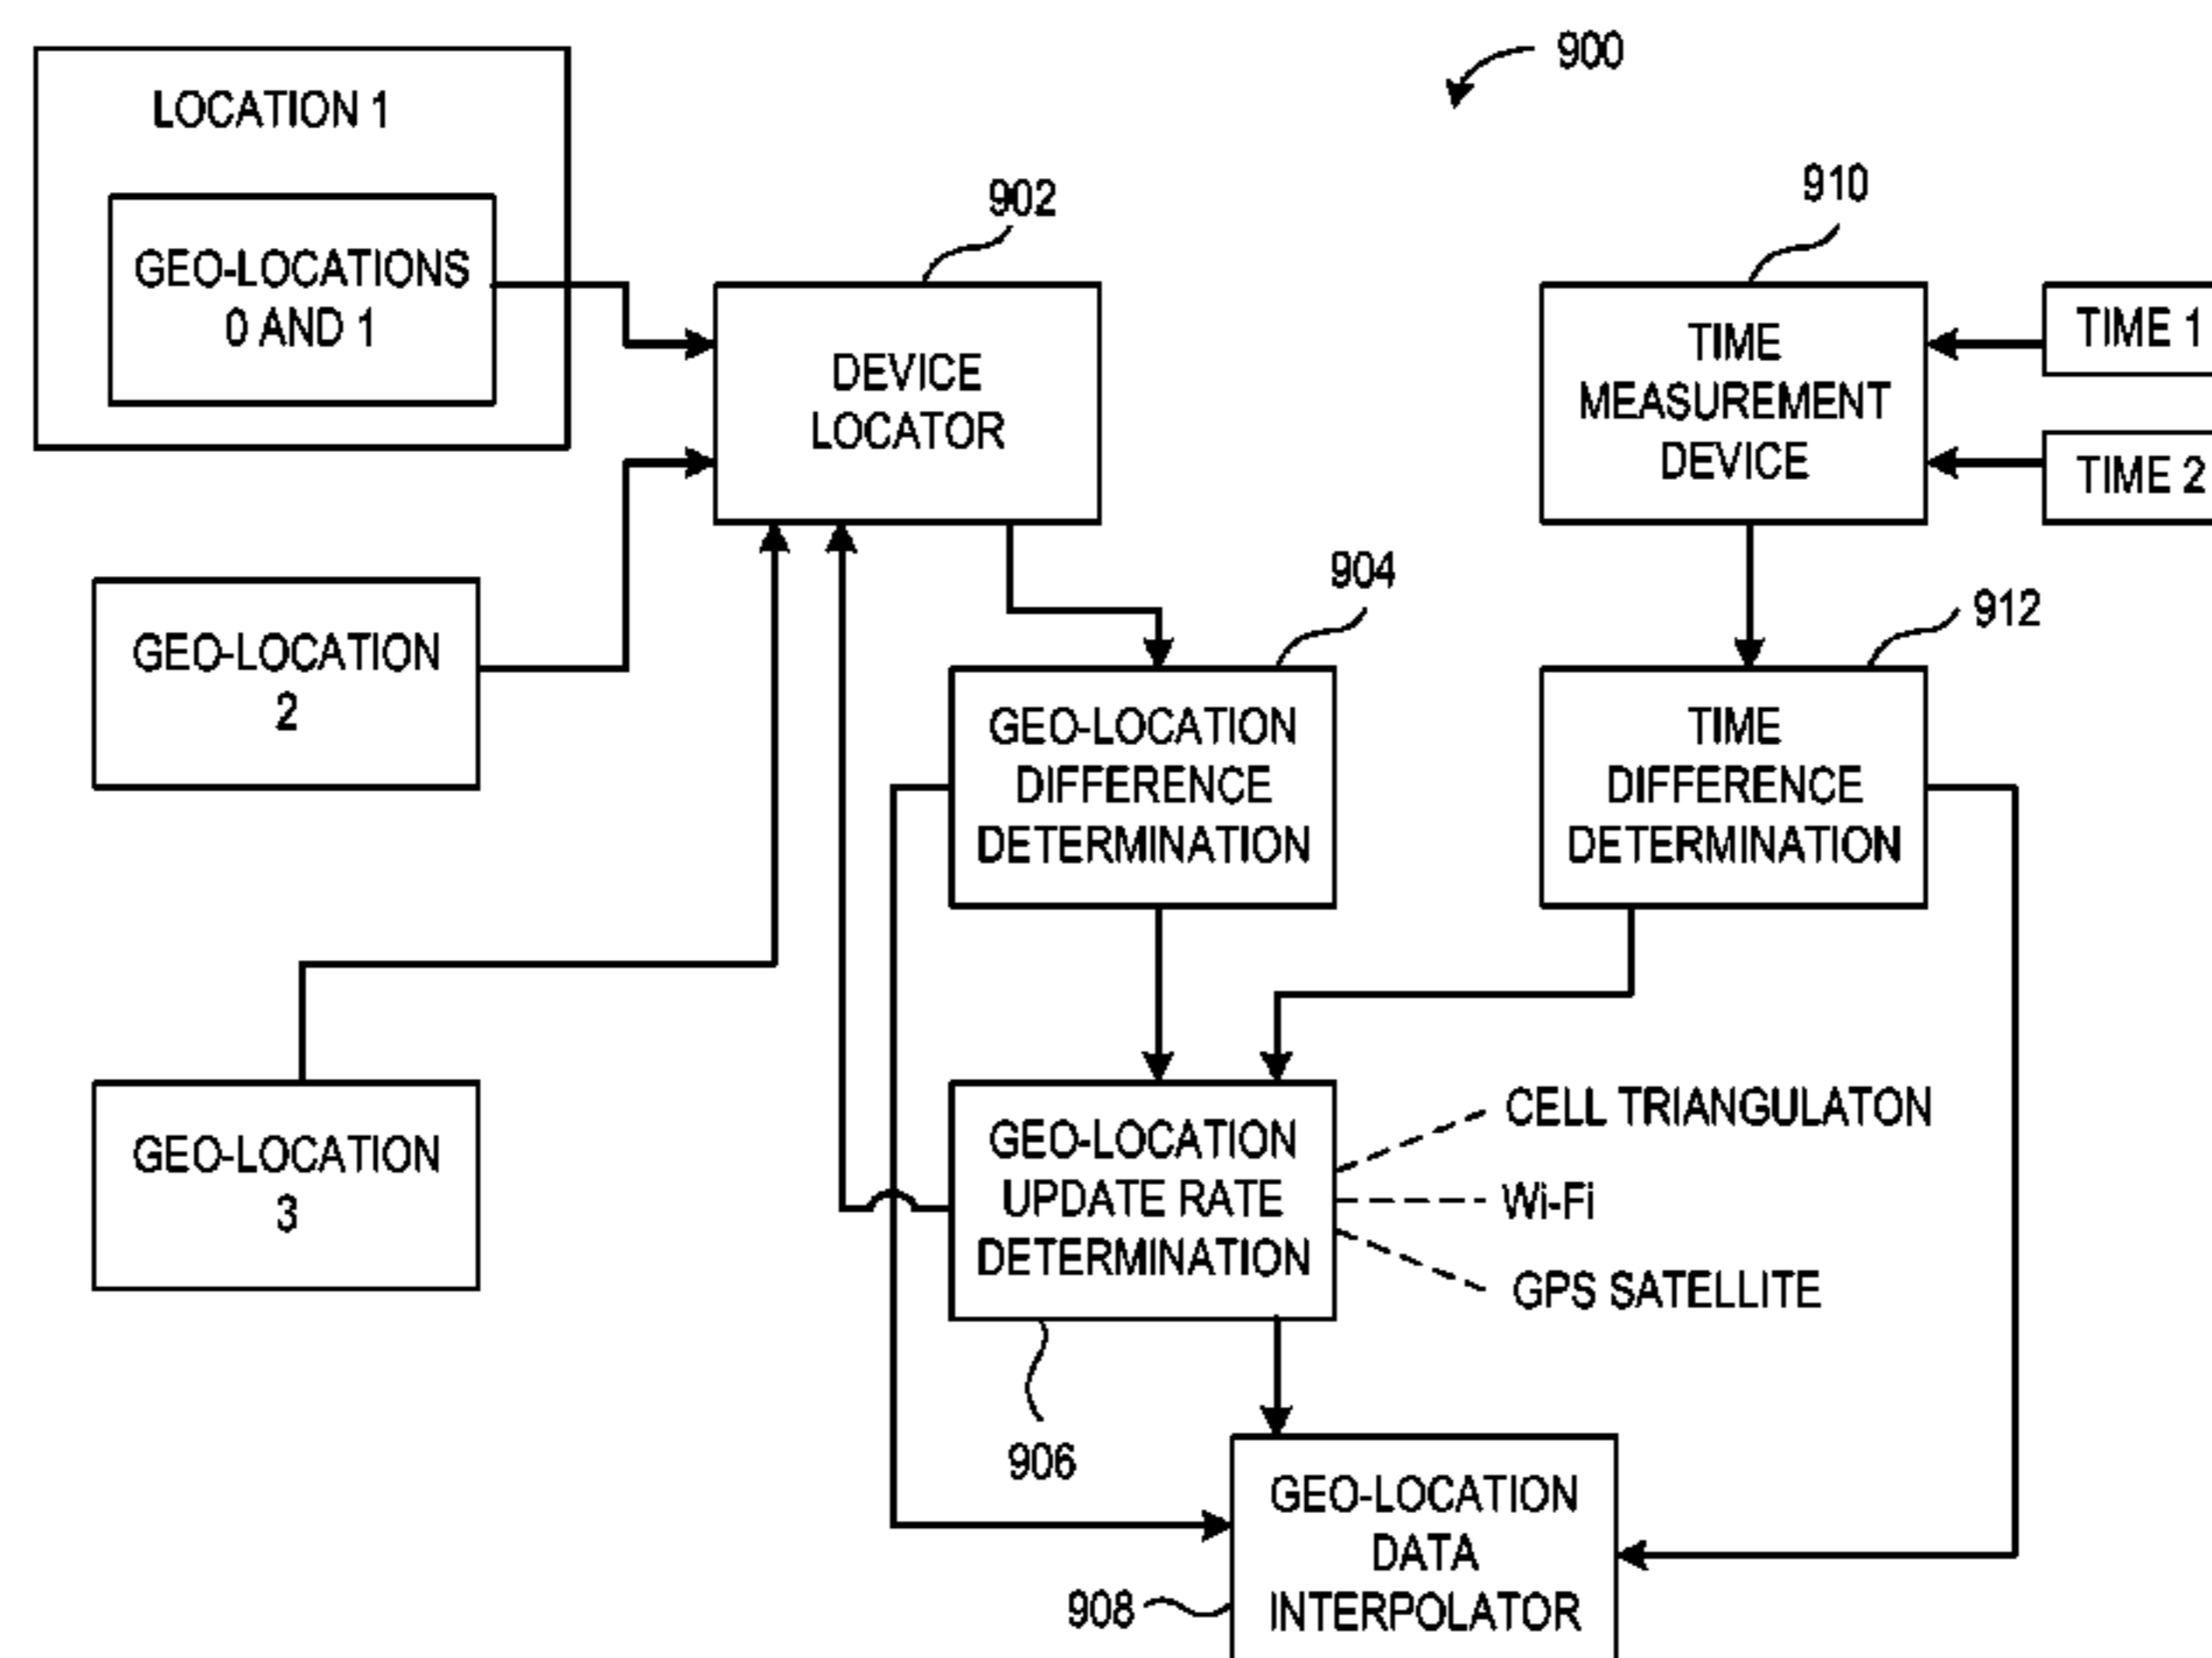 900
LOCATION 1
GEO-LOCATIONS
0 AND 1
902
DEVICE
LOCATOR
910
TIME
MEASUREMENT
DEVICE
TIME 1
TIME 2
GEO-LOCATION
2
904
GEO-LOCATION
DIFFERENCE
DETERMINATION
912
TIME
DIFFERENCE
DETERMINATION
GEO-LOCATION
3
GEO-LOCATION
UPDATE RATE
DETERMINATION
CELL TRIANGULATON
Wi-Fi
GPS SATELLITE
906
GEO-LOCATION
DATA
INTERPOLATOR
908